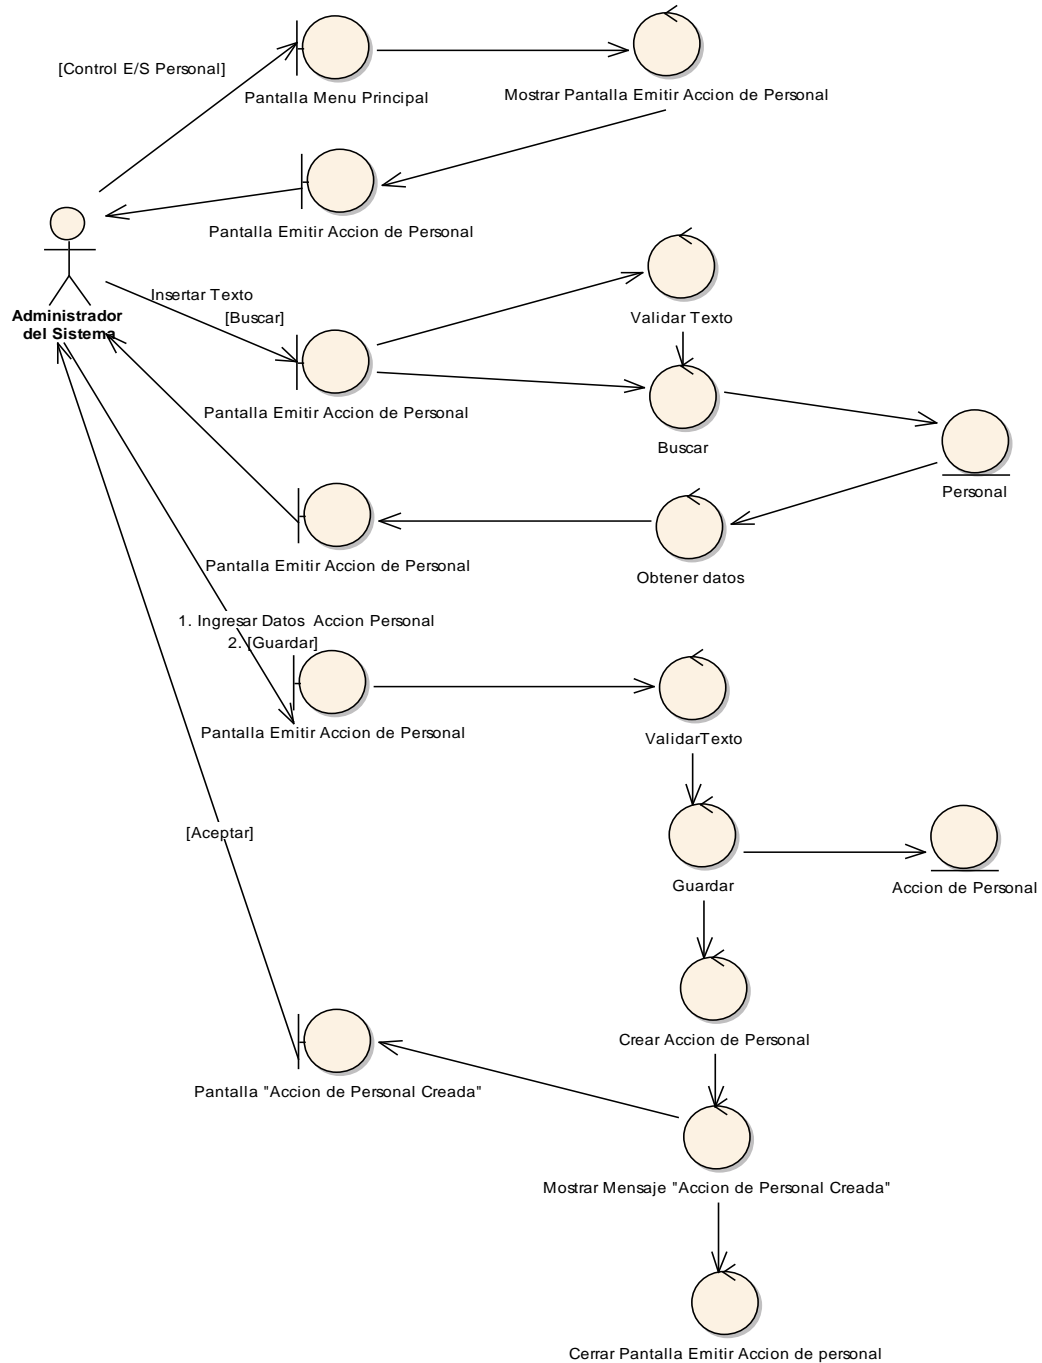 [Control E/S Personal]
Pantalla Menu Principal
Mostrar Pantalla Emitir Accion de Personal
Pantalla Emitir Accion de Personal
Administrador
del Sistema
Insertar Texto
[Buscar]
Validar Texto
Pantalla Emitir Accion de Personal
Buscar
Personal
Pantalla Emitir Accion de Personal
Obtener datos
1. Ingresar Datos  Accion Personal
2. [Guardar]
Pantalla Emitir Accion de Personal
ValidarTexto
[Aceptar]
Guardar
Accion de Personal
Crear Accion de Personal
Pantalla "Accion de Personal Creada"
Mostrar Mensaje "Accion de Personal Creada"
Cerrar Pantalla Emitir Accion de personal